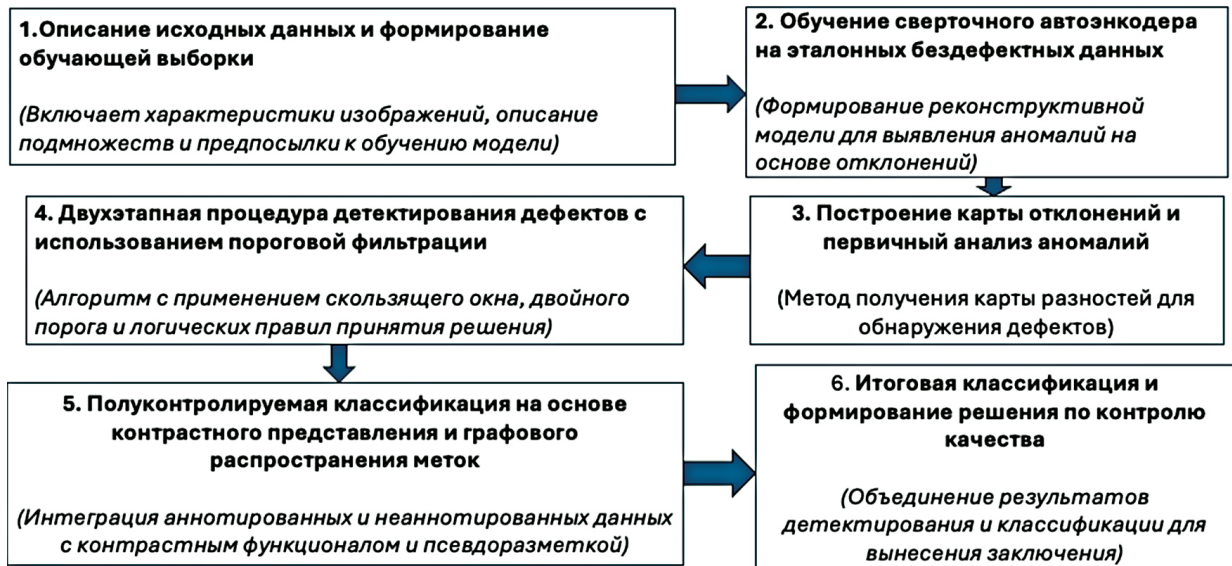 1.Описание исходных данных и формирование
обучающей выборки
(Включает характеристики изображений, описание
подмножеств и предпосылки к обучению модели)
2. Обучение сверточного автоэнкодера
на эталонных бездефектных данных
(Формирование реконструктивной
модели для выявления аномалий на
основе отклонений)
3. Построение карты отклонений и
первичный анализ аномалий
(Метод получения карты разностей для
обнаружения дефектов)
4. Двухэтапная процедура детектирования дефектов с
использованием пороговой фильтрации
(Алгоритм с применением скользящего окна, двойного
порога и логических правил принятия решения)
5. Полуконтролируемая классификация на основе
контрастного представления и графового
распространения меток
(Интеграция аннотированных и неаннотированных данных
с контрастным функционалом и псевдоразметкой)
6. Итоговая классификация и
формирование решения по контролю
качества
(Объединение результатов
детектирования и классификации для
вынесения заключения)